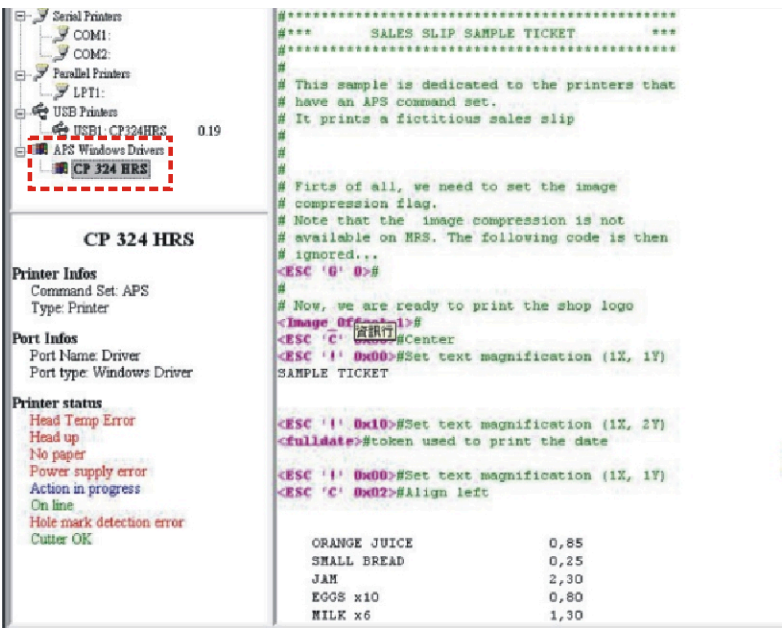 Serial Printers
COM1:
COM2:
Parallel Printers
LPT1:
USB Printers
USB1: CP324HRS 0.19
APS Windows Drivers
CP 324 HRS
CP 324 HRS
Printer Infos
Command Set: APS
Type: Printer
Port Infos
Port Name: Driver
Port type: Windows Driver
Printer status
Head Temp Error
Head up
No paper
Power supply error
Action in progress
On line
Hole mark detection error
Cutter OK
#**********************************************
#*** SALES SLIP SAMPLE TICKET ***
#**********************************************
#
# This sample is dedicated to the printers that
# have an APS command set.
# It prints a fictitious sales slip
#
#
#
# Firts of all, we need to set the image
# compression flag.
# Note that the image compression is not
# available on MRS. The following code is then
# ignored...
<ESC 'G' 0>#
#
# Now, we are ready to print the shop logo
<Image_Offset=1>#
資訊行
<ESC 'C' 0x00>#Center
<ESC '!' 0x00>#Set text magnification (1X, 1Y)
SAMPLE TICKET
<ESC '!' 0x10>#Set text magnification (1X, 2Y)
<fulldate>#token used to print the date
<ESC '!' 0x00>#Set text magnification (1X, 1Y)
<ESC 'C' 0x02>#Align left
ORANGE JUICE 0,85
SMALL BREAD 0,25
JAM 2,30
EGGS x10 0,80
MILK x6 1,30